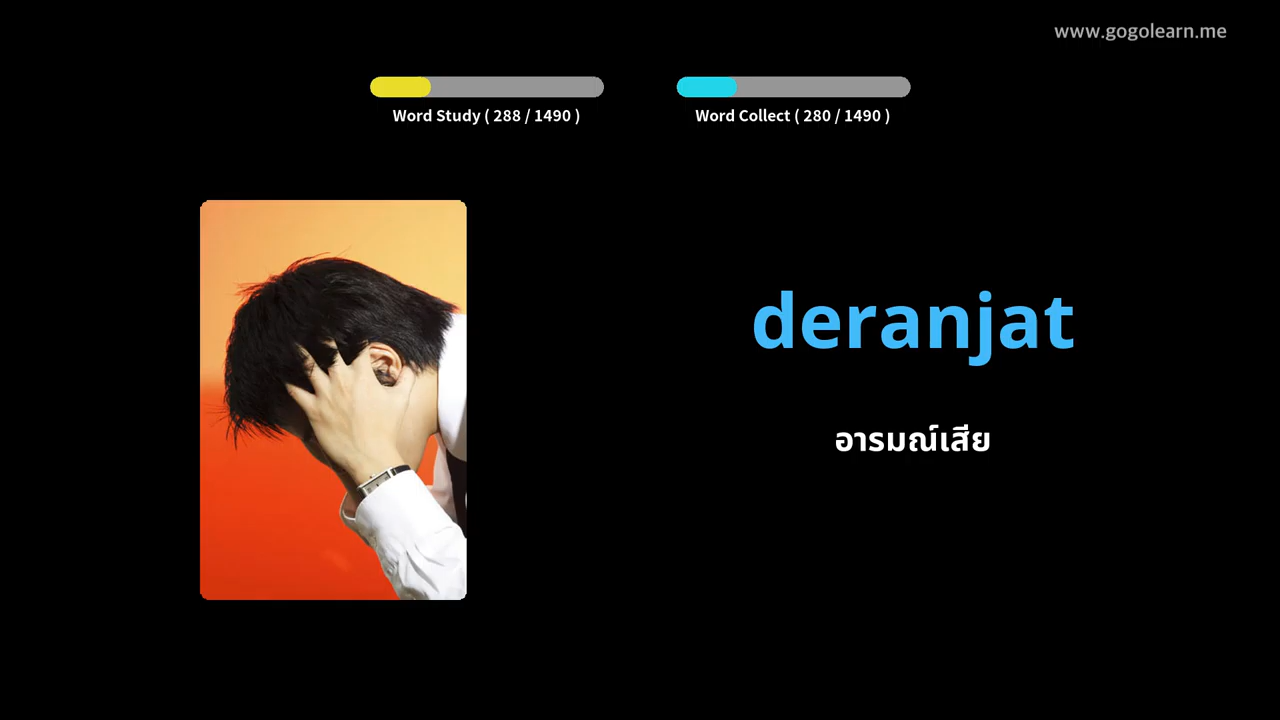 www.gogolearn.me
Word Study ( 288 / 1490 )
Word Collect ( 280 / 1490 )
deranjat
อารมณ์เสีย